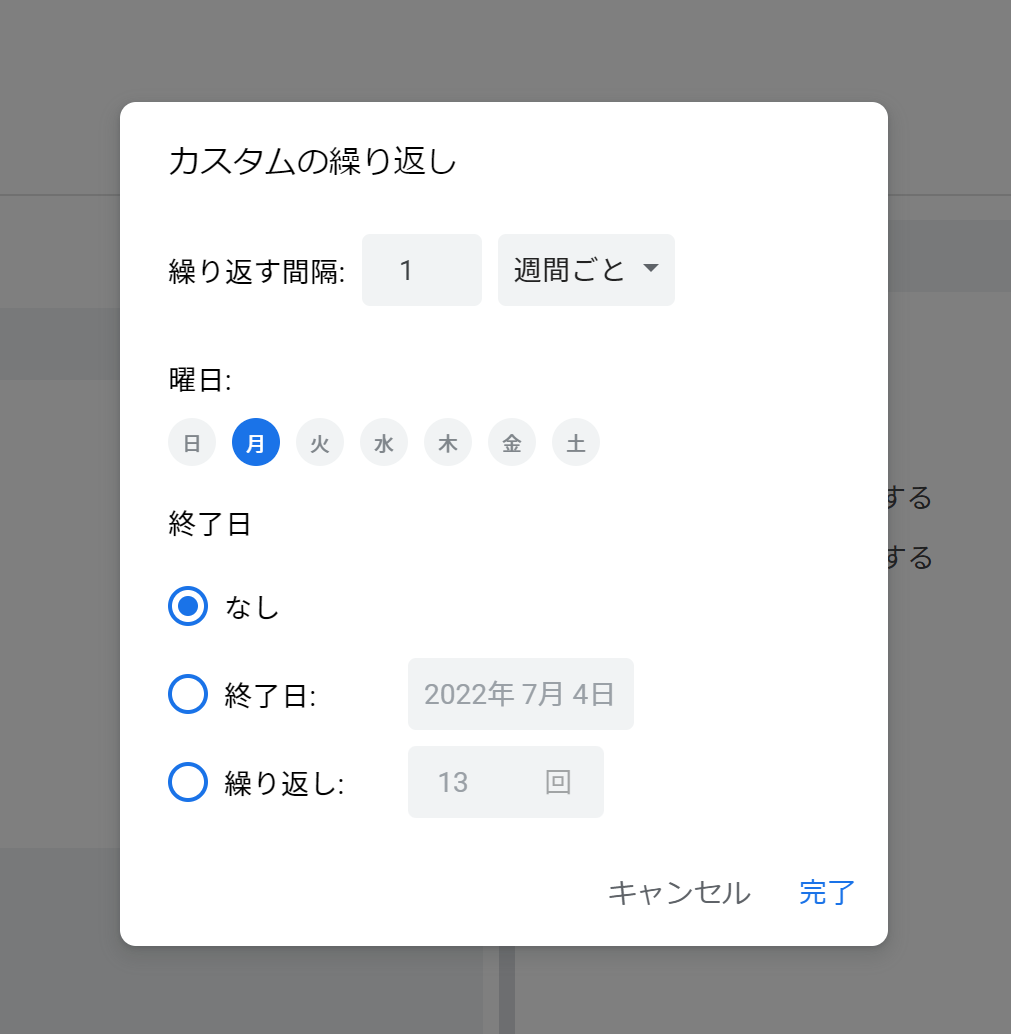 カスタムの繰り返し
繰り返す間隔: 1 週間ごと
曜日:
日 月 火 水 木 金 土
する
終了日
する
なし
終了日: 2022年 7月 4日
繰り返し: 13 回
キャンセル 完了